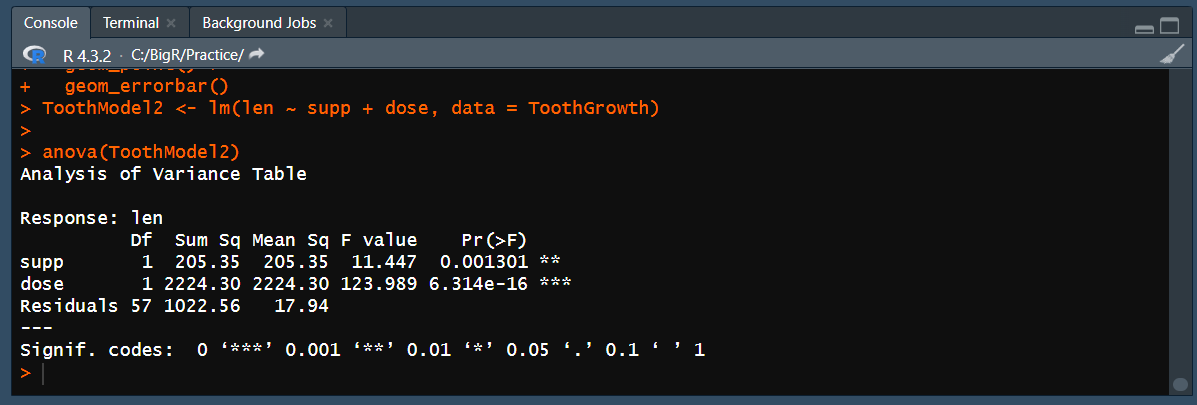 Console Terminal × Background Jobs ×
R R 4.3.2 · C:/BigR/Practice/
+   geom_errorbar()
> ToothModel2 <- lm(len ~ supp + dose, data = ToothGrowth)
>
> anova(ToothModel2)
Analysis of Variance Table
Response: len
          Df  Sum Sq Mean Sq F value    Pr(>F)
supp       1  205.35  205.35  11.447  0.001301 **
dose       1 2224.30 2224.30 123.989 6.314e-16 ***
Residuals 57 1022.56   17.94
---
Signif. codes:  0 ‘***’ 0.001 ‘**’ 0.01 ‘*’ 0.05 ‘.’ 0.1 ‘ ’ 1
>